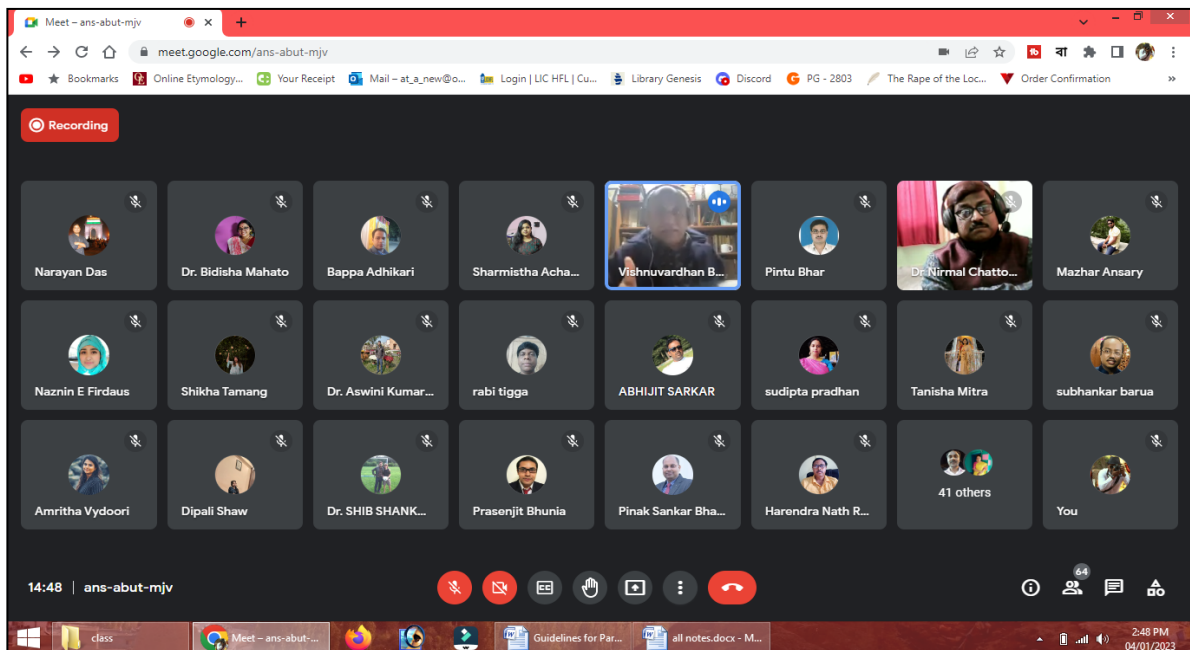 Meet – ans-abut-mjv
meet.google.com/ans-abut-mjv
Bookmarks Online Etymology... Your Receipt Mail – at_a_new@o... Login | LIC HFL | Cu... Library Genesis Discord PG - 2803 The Rape of the Loc... Order Confirmation »
Recording
Narayan Das Dr. Bidisha Mahato Bappa Adhikari Sharmistha Acha... Vishnuvardhan B... Pintu Bhar Dr. Nirmal Chatto... Mazhar Ansary
Naznin E Firdaus Shikha Tamang Dr. Aswini Kumar... rabi tigga ABHIJIT SARKAR sudipta pradhan Tanisha Mitra subhankar barua
41 others
Amritha Vydoori Dipali Shaw Dr. SHIB SHANK... Prasenjit Bhunia Pinak Sankar Bha... Harendra Nath R... You
64
14:48 | ans-abut-mjv
class Meet – ans-abut-... Guidelines for Par... all notes.docx - M... 2:48 PM
04/01/2023